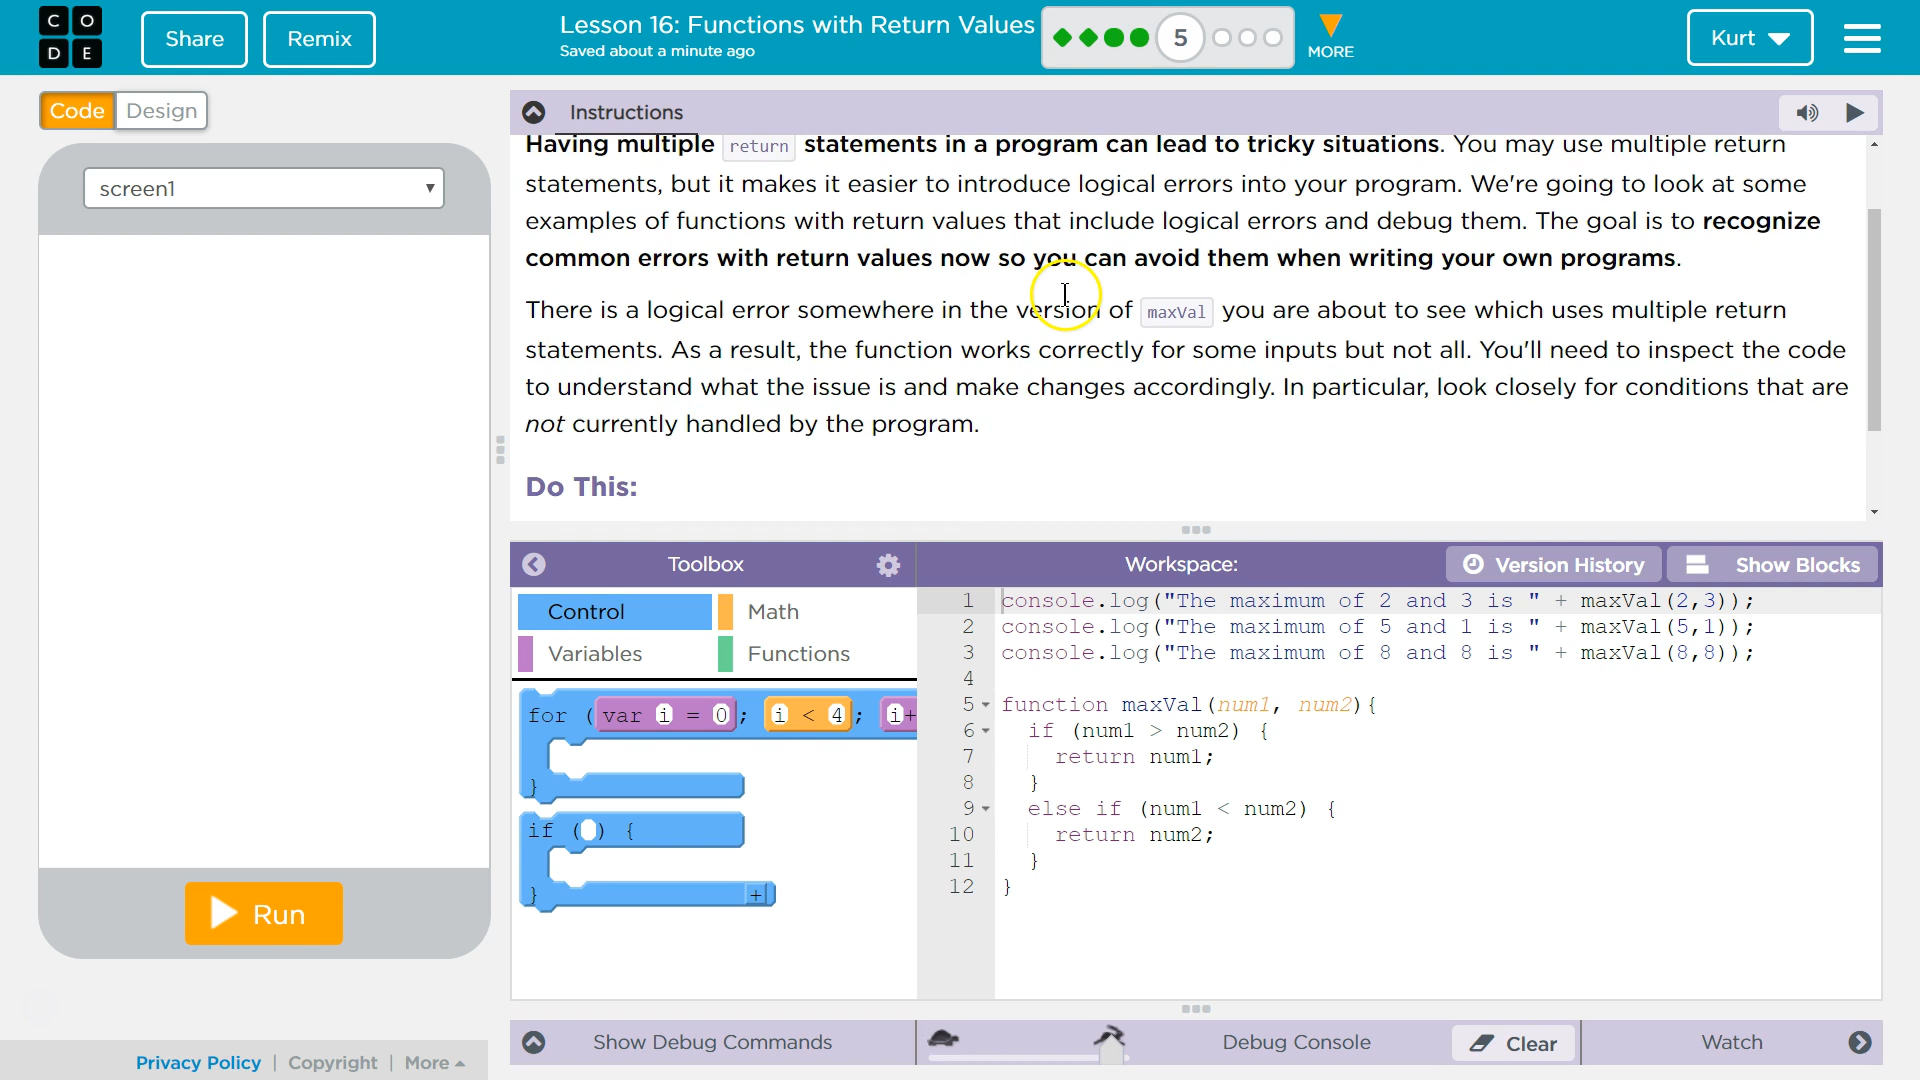 C O
D E
Share
Remix
Lesson 16: Functions with Return Values
Saved about a minute ago
5
MORE
Kurt
Code
Design
screen1
Run
Instructions
Having multiple return statements in a program can lead to tricky situations. You may use multiple return
statements, but it makes it easier to introduce logical errors into your program. We're going to look at some
examples of functions with return values that include logical errors and debug them. The goal is to recognize
common errors with return values now so you can avoid them when writing your own programs.
There is a logical error somewhere in the version of maxVal you are about to see which uses multiple return
statements. As a result, the function works correctly for some inputs but not all. You'll need to inspect the code
to understand what the issue is and make changes accordingly. In particular, look closely for conditions that are
not currently handled by the program.
Do This:
Toolbox
Control
Math
Variables
Functions
for ( var i = 0 ; i < 4 ; i+
}
if ( ) {
} +
Workspace:
Version History
Show Blocks
1 console.log("The maximum of 2 and 3 is " + maxVal(2,3));
2 console.log("The maximum of 5 and 1 is " + maxVal(5,1));
3 console.log("The maximum of 8 and 8 is " + maxVal(8,8));
4
5 function maxVal(num1, num2){
6 if (num1 > num2) {
7 return num1;
8 }
9 else if (num1 < num2) {
10 return num2;
11 }
12 }
Show Debug Commands
Debug Console
Clear
Watch
Privacy Policy | Copyright | More